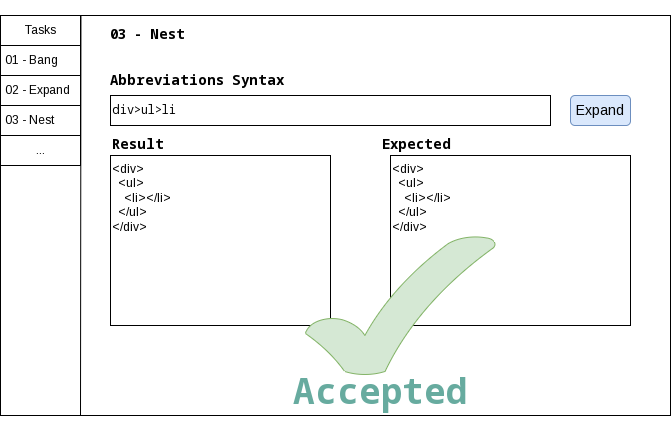 Tasks
01 - Bang
02 - Expand
03 - Nest
...
03 - Nest
Abbreviations Syntax
div>ul>li
Expand
Result
<div>
  <ul>
    <li></li>
  </ul>
</div>
Expected
<div>
  <ul>
    <li></li>
  </ul>
</div>
Accepted